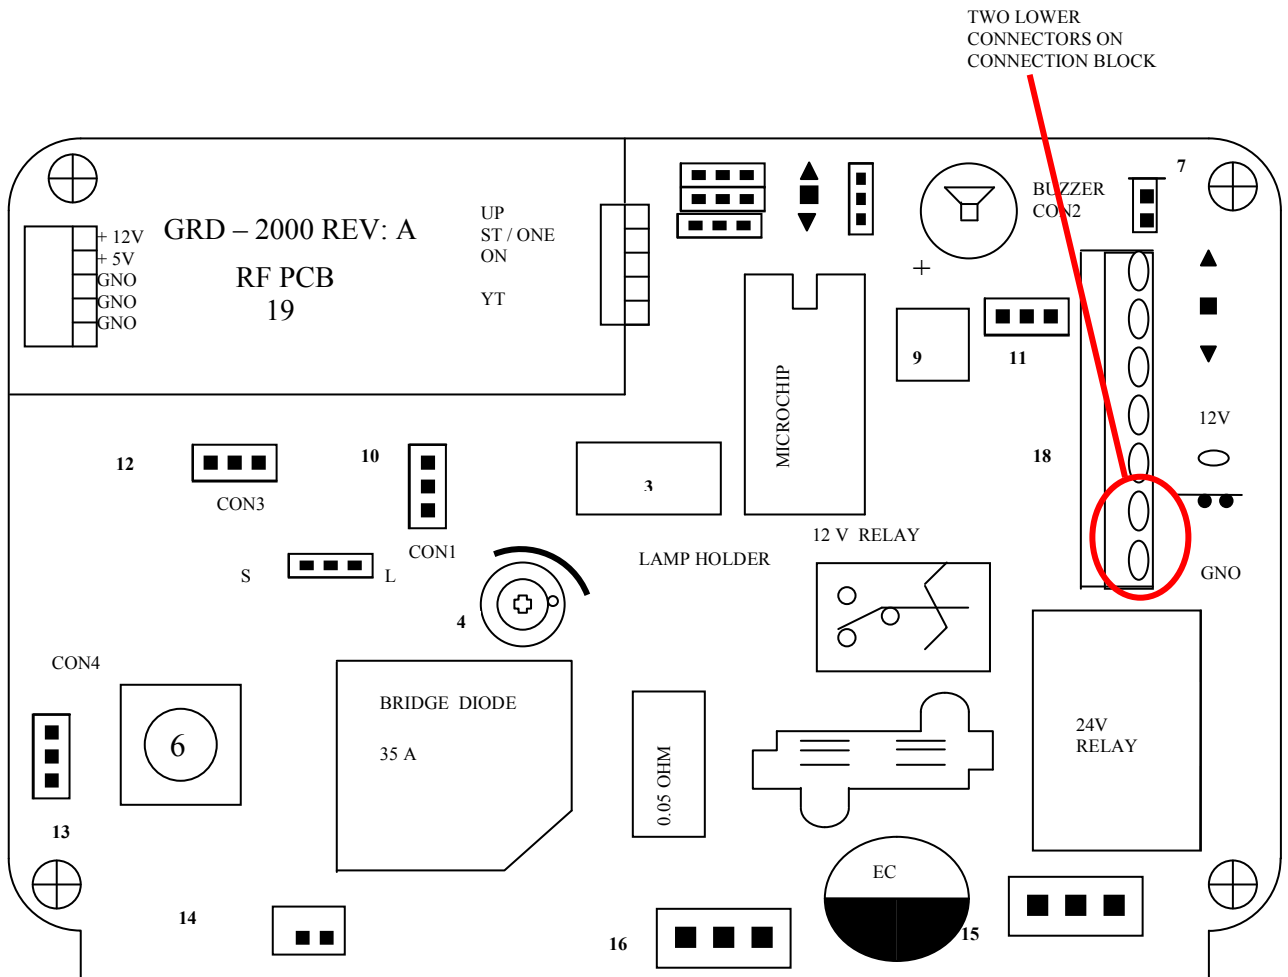 TWO LOWER
CONNECTORS ON
CONNECTION BLOCK
7
BUZZER
CON2
+ 12V
+ 5V
GNO
GNO
GNO
GRD – 2000 REV: A
RF PCB
19
UP
ST / ONE
ON
YT
+
9
11
MICROCHIP
12V
18
12
CON3
10
CON1
3
LAMP HOLDER
12 V RELAY
GNO
S
L
4
CON4
6
13
BRIDGE DIODE
35 A
0.05 OHM
24V
RELAY
EC
14
16
15